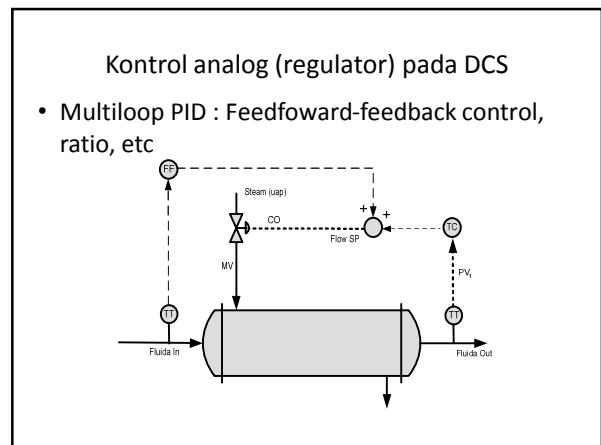 Kontrol analog (regulator) pada DCS
• Multiloop PID : Feedfoward-feedback control,
ratio, etc
FF
Steam (uap)
+
+
CO
TC
Flow SP
MV
PV₁
TT
TT
Fluida In
Fluida Out